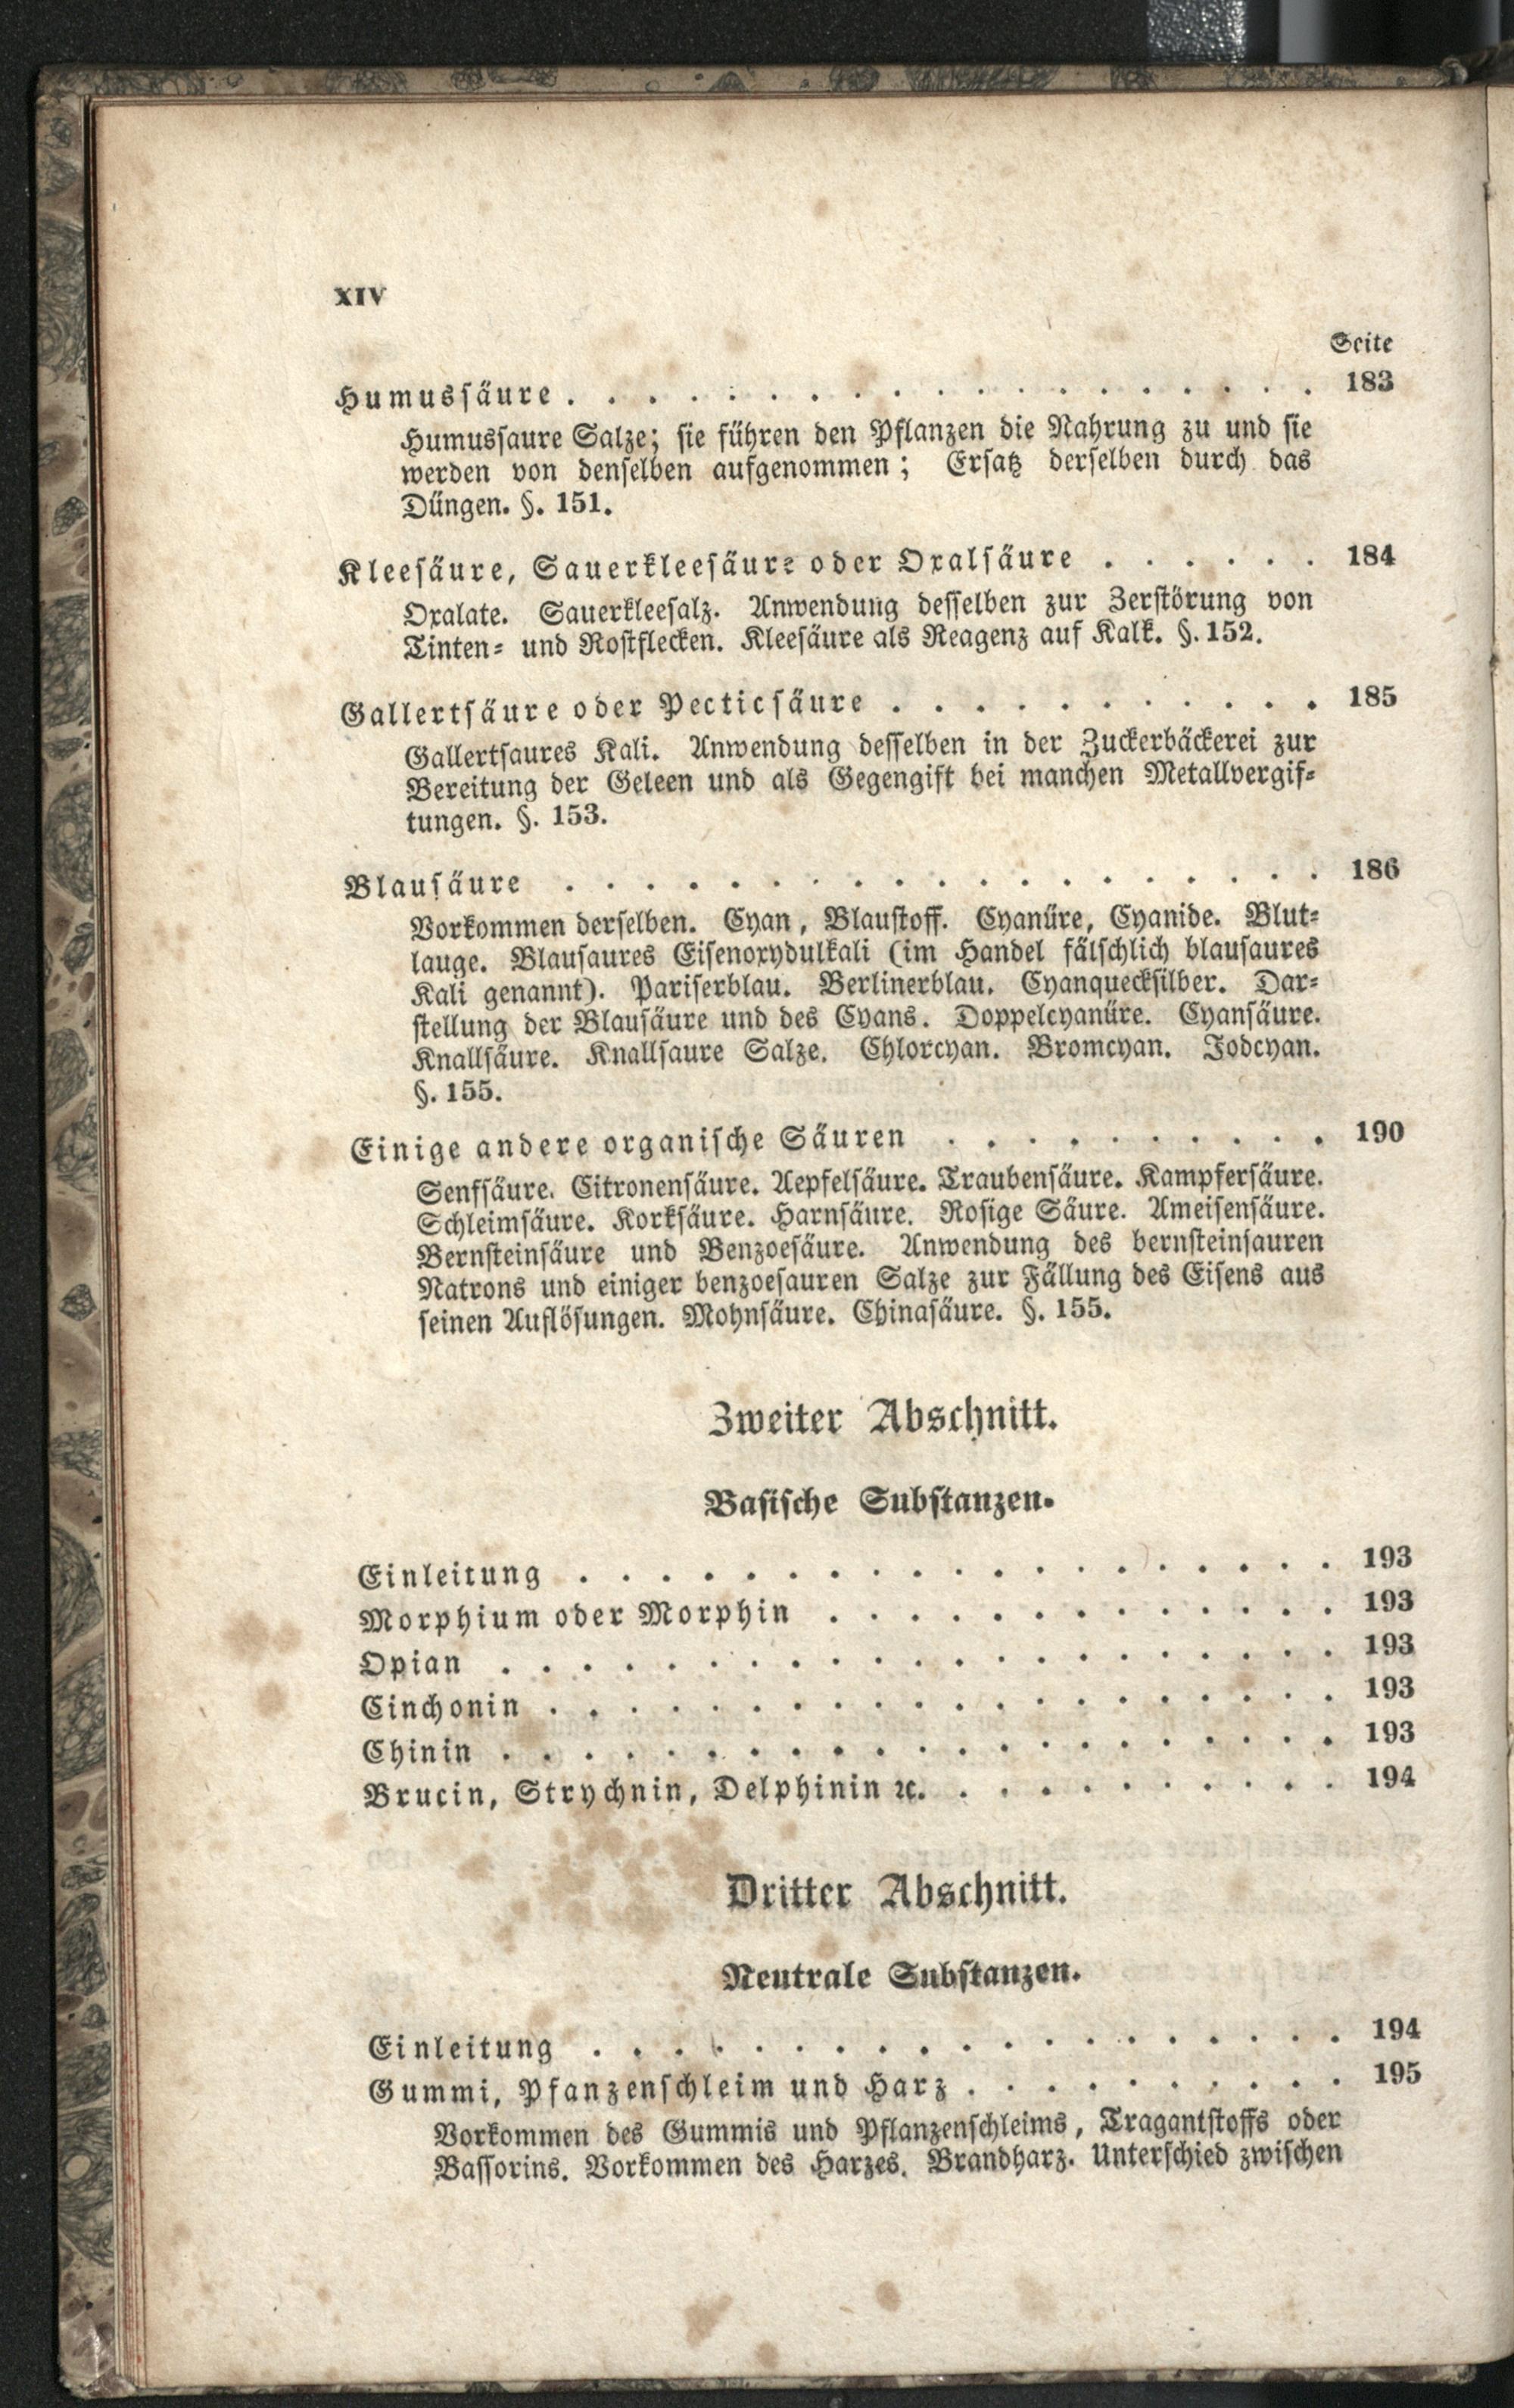 XIV
Seite
Humussäure . . . . . . . . . . . . . . . . . . . 183
Humussaure Salze; sie führen den Pflanzen die Nahrung zu und sie
werden von denselben aufgenommen; Ersatz derselben durch das
Düngen. §. 151.
Kleesäure, Sauerkleesäure oder Oxalsäure . . . . . . 184
Oxalate. Sauerkleesalz. Anwendung desselben zur Zerstörung von
Tinten- und Rostflecken. Kleesäure als Reagenz auf Kalk. §. 152.
Gallertsäure oder Pecticsäure . . . . . . . . . . . 185
Gallertsaures Kali. Anwendung desselben in der Zuckerbäckerei zur
Bereitung der Geleen und als Gegengift bei manchen Metallvergif-
tungen. §. 153.
Blausäure . . . . . . . . . . . . . . . . . . . 186
Vorkommen derselben. Cyan, Blaustoff. Cyanüre, Cyanide. Blut-
lauge. Blausaures Eisenoxydulkali (im Handel fälschlich blausaures
Kali genannt). Pariserblau. Berlinerblau. Cyanquecksilber. Dar-
stellung der Blausäure und des Cyans. Doppelcyanüre. Cyansäure.
Knallsäure. Knallsaure Salze. Chlorcyan. Bromcyan. Jodcyan.
§. 155.
Einige andere organische Säuren . . . . . . . . . . 190
Senfsäure. Citronensäure. Aepfelsäure. Traubensäure. Kampfersäure.
Schleimsäure. Korksäure. Harnsäure. Rosige Säure. Ameisensäure.
Bernsteinsäure und Benzoesäure. Anwendung des bernsteinsauren
Natrons und einiger benzoesauren Salze zur Fällung des Eisens aus
seinen Auflösungen. Mohnsäure. Chinasäure. §. 155.
Zweiter Abschnitt.
Basische Substanzen.
Einleitung . . . . . . . . . . . . . . . . . . . 193
Morphium oder Morphin . . . . . . . . . . . . . 193
Opian . . . . . . . . . . . . . . . . . . . . . 193
Cinchonin . . . . . . . . . . . . . . . . . . . . 193
Chinin . . . . . . . . . . . . . . . . . . . . . 193
Brucin, Strychnin, Delphinin ꝛc. . . . . . . . . . . 194
Dritter Abschnitt.
Neutrale Substanzen.
Einleitung . . . . . . . . . . . . . . . . . . . 194
Gummi, Pfanzenschleim und Harz . . . . . . . . . . 195
Vorkommen des Gummis und Pflanzenschleims, Tragantstoffs oder
Bassorins. Vorkommen des Harzes. Brandharz. Unterschied zwischen